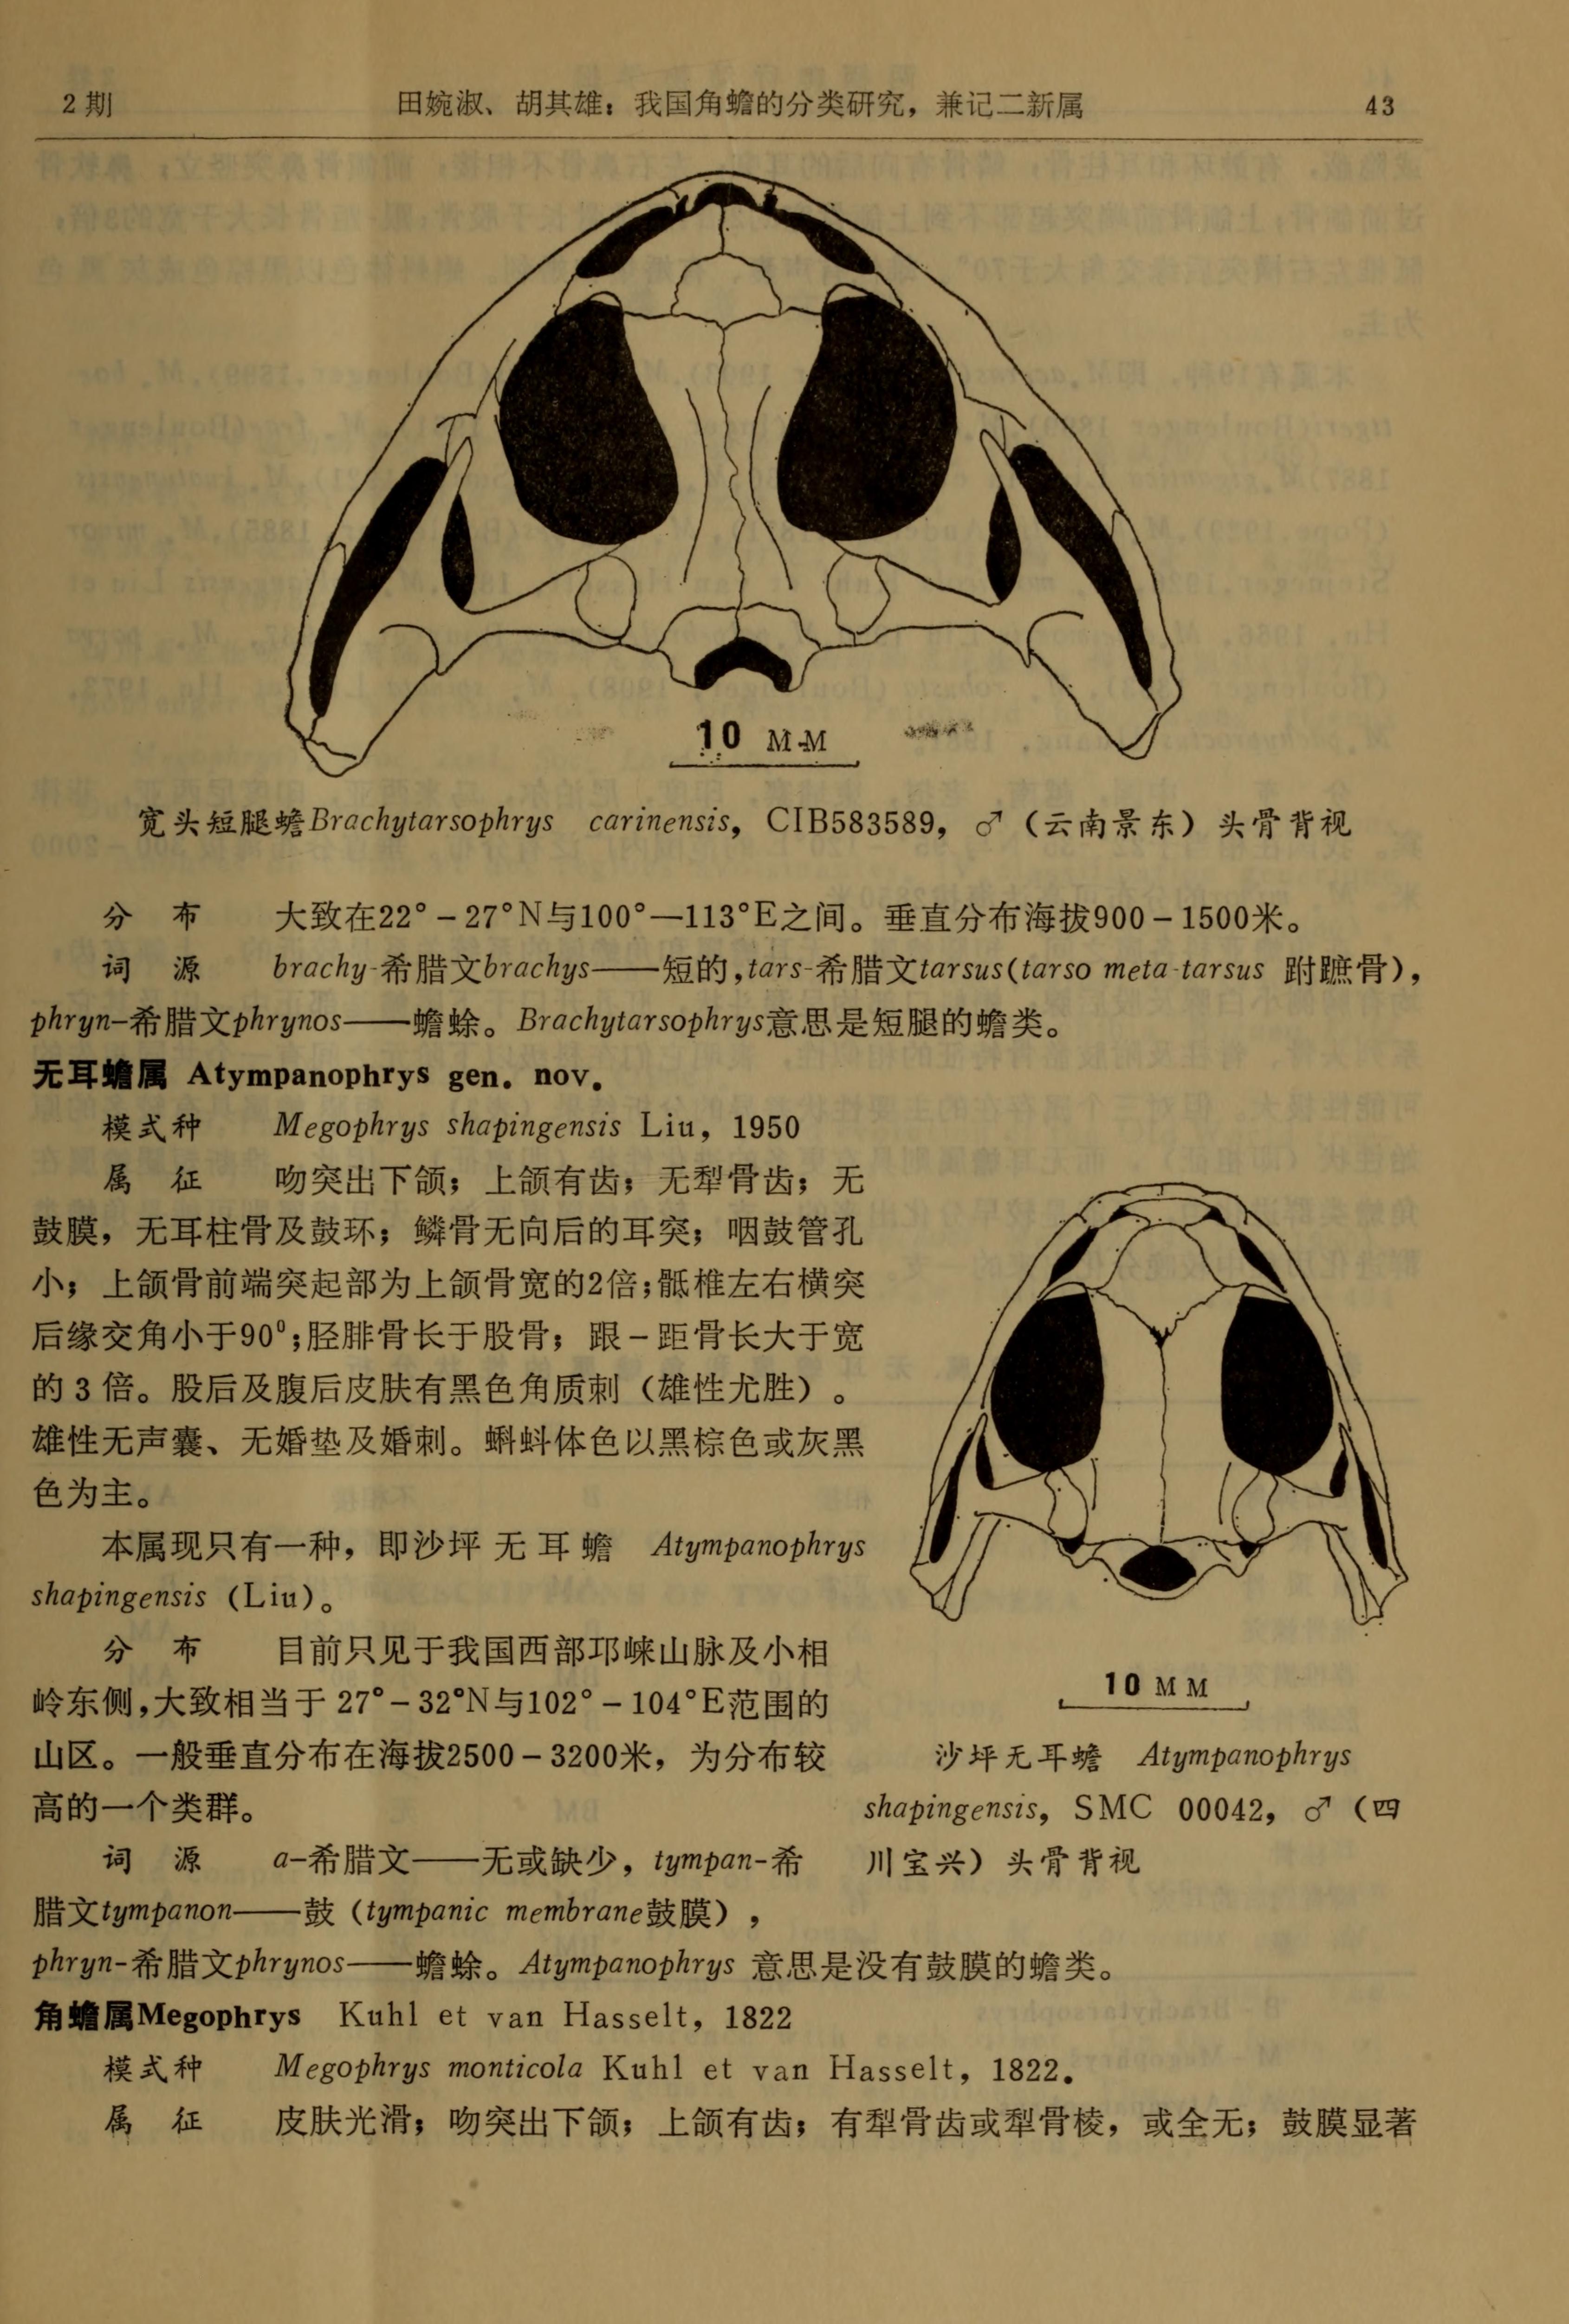 2期
田婉淑、胡其雄：我国角蟾的分类研究，兼记二新属
43
10 MM
宽头短腿蟾Brachytarsophrys carinensis, CIB583589, ♂（云南景东）头骨背视
分 布 大致在22°－27°N与100°—113°E之间。垂直分布海拔900－1500米。
词 源 brachy-希腊文brachys——短的,tars-希腊文tarsus(tarso meta-tarsus 跗蹠骨),
phryn-希腊文phrynos——蟾蜍。Brachytarsophrys意思是短腿的蟾类。
无耳蟾属 Atympanophrys gen. nov.
模式种 Megophrys shapingensis Liu, 1950
属 征 吻突出下颌；上颌有齿；无犁骨齿；无
鼓膜，无耳柱骨及鼓环；鳞骨无向后的耳突；咽鼓管孔
小；上颌骨前端突起部为上颌骨宽的2倍;骶椎左右横突
后缘交角小于90°;胫腓骨长于股骨；跟－距骨长大于宽
的3倍。股后及腹后皮肤有黑色角质刺（雄性尤胜）。
雄性无声囊、无婚垫及婚刺。蝌蚪体色以黑棕色或灰黑
色为主。
本属现只有一种，即沙坪无耳蟾 Atympanophrys
shapingensis (Liu)。
分 布 目前只见于我国西部邛崃山脉及小相
岭东侧,大致相当于 27°－32°N与102°－104°E范围的
山区。一般垂直分布在海拔2500－3200米，为分布较
高的一个类群。
词 源 a-希腊文——无或缺少，tympan-希
腊文tympanon——鼓（tympanic membrane鼓膜），
phryn-希腊文phrynos——蟾蜍。Atympanophrys 意思是没有鼓膜的蟾类。
10 MM
沙坪无耳蟾 Atympanophrys
shapingensis, SMC 00042, ♂（四
川宝兴）头骨背视
角蟾属Megophrys Kuhl et van Hasselt, 1822
模式种 Megophrys monticola Kuhl et van Hasselt, 1822.
属 征 皮肤光滑；吻突出下颌；上颌有齿；有犁骨齿或犁骨棱，或全无；鼓膜显著